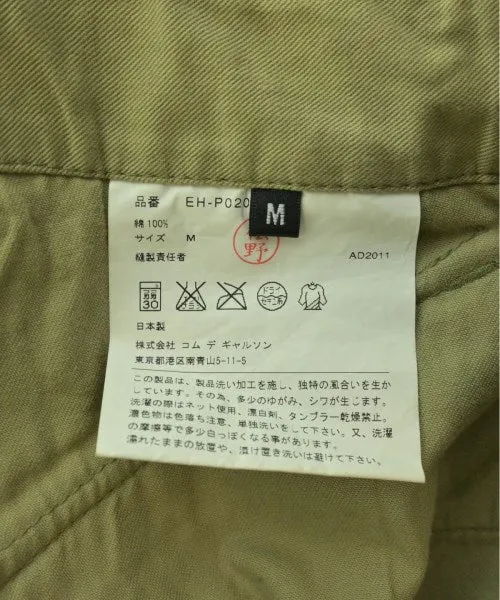 品番 EH-P020
M
綿100%
サイズ M
野
縫製責任者
AD2011
30
ドライ
セキユ系
日本製
株式会社 コム デ ギャルソン
東京都港区南青山5-11-5
この製品は、製品洗い加工を施し、独特の風合いを生か
しています。その為、多少のゆがみ、シワが生じます。
洗濯の際はネット使用、漂白剤、タンブラー乾燥禁止。
濃色物は色落ち注意、単独洗いをして下さい。又、洗濯
の摩擦等で多少白っぽくなる事があります。
濡れたままの放置や、漬け置き洗いは避けて下さい。